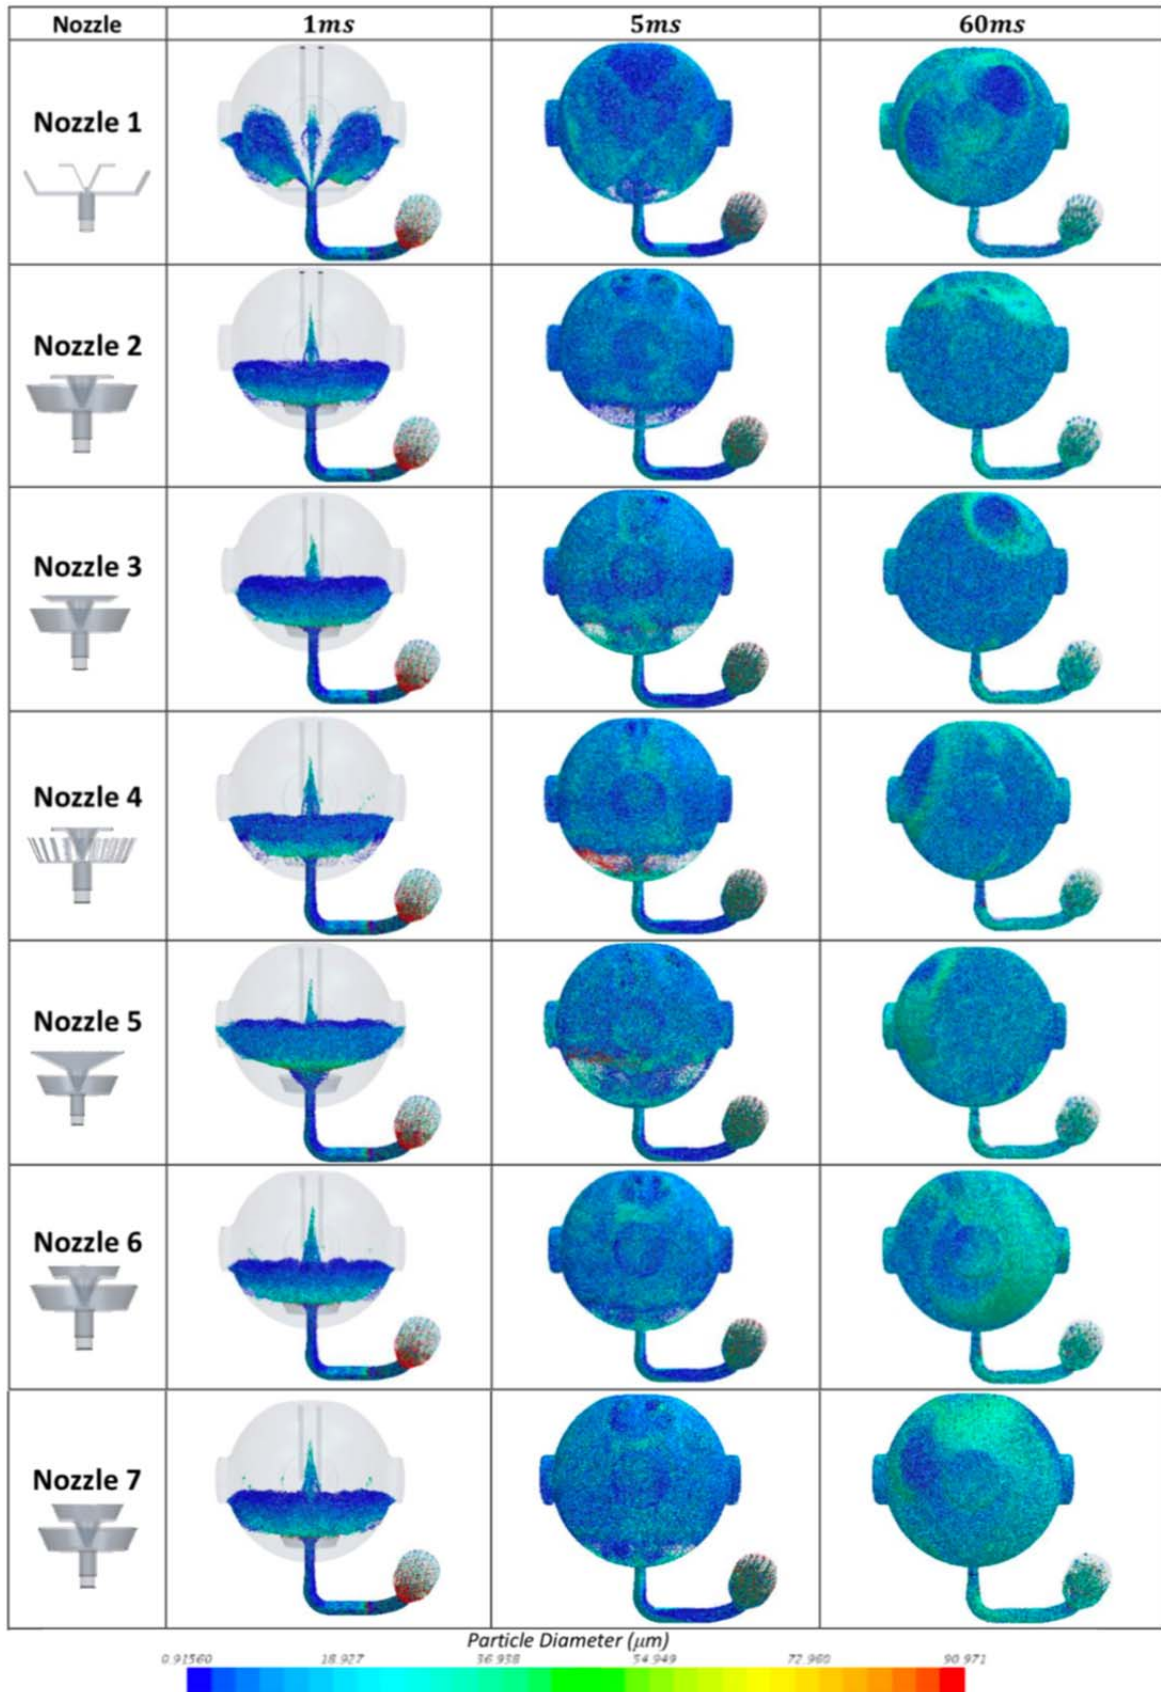 Nozzle 1ms 5ms 60ms
Nozzle 1
Nozzle 2
Nozzle 3
Nozzle 4
Nozzle 5
Nozzle 6
Nozzle 7
Particle Diameter (μm)
0.91560 18.927 36.938 54.949 72.960 90.971